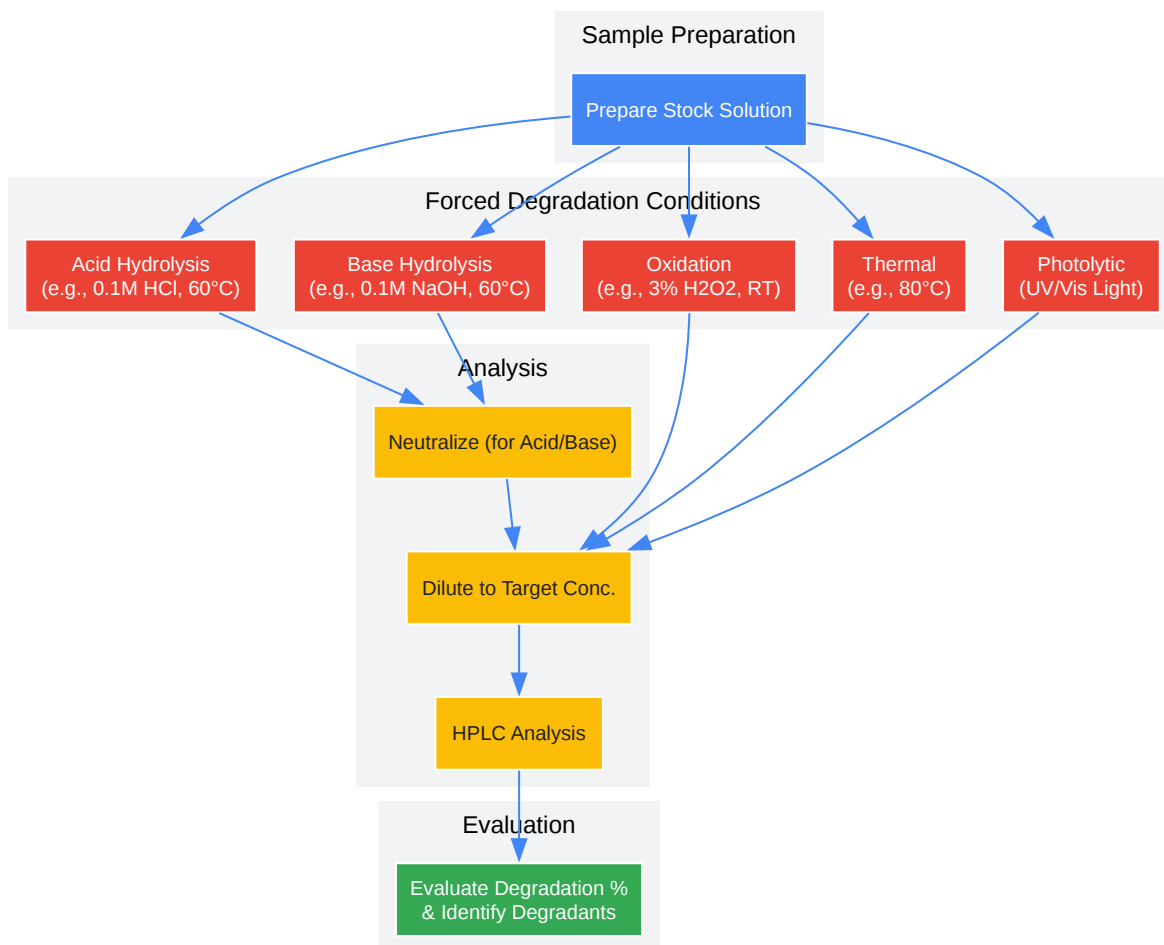 Sample Preparation
Prepare Stock Solution
Forced Degradation Conditions
Acid Hydrolysis
(e.g., 0.1M HCl, 60°C)
Base Hydrolysis
(e.g., 0.1M NaOH, 60°C)
Oxidation
(e.g., 3% H2O2, RT)
Thermal
(e.g., 80°C)
Photolytic
(UV/Vis Light)
Analysis
Neutralize (for Acid/Base)
Dilute to Target Conc.
HPLC Analysis
Evaluation
Evaluate Degradation %
& Identify Degradants